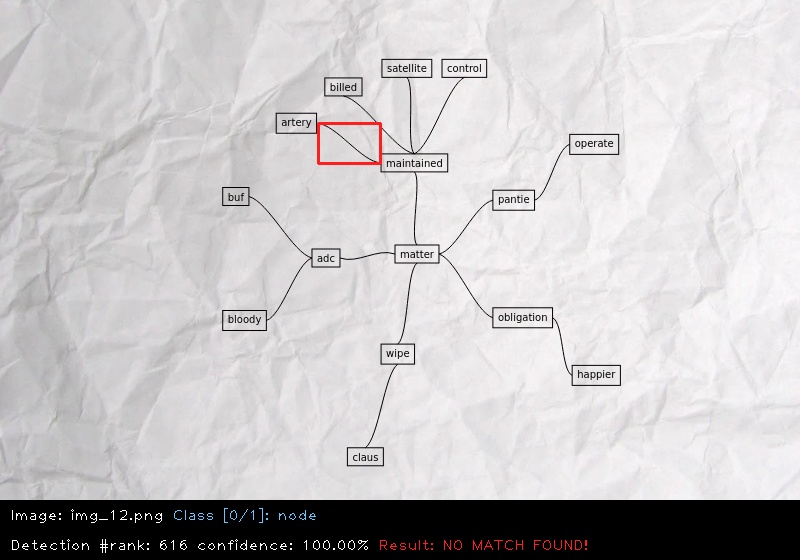 satellite
control
billed
artery
maintained
operate
buf
pantie
matter
adc
bloody
obligation
wipe
happier
claus
Image: img_12.png Class [0/1]: node
Detection #rank: 616 confidence: 100.00% Result: NO MATCH FOUND!